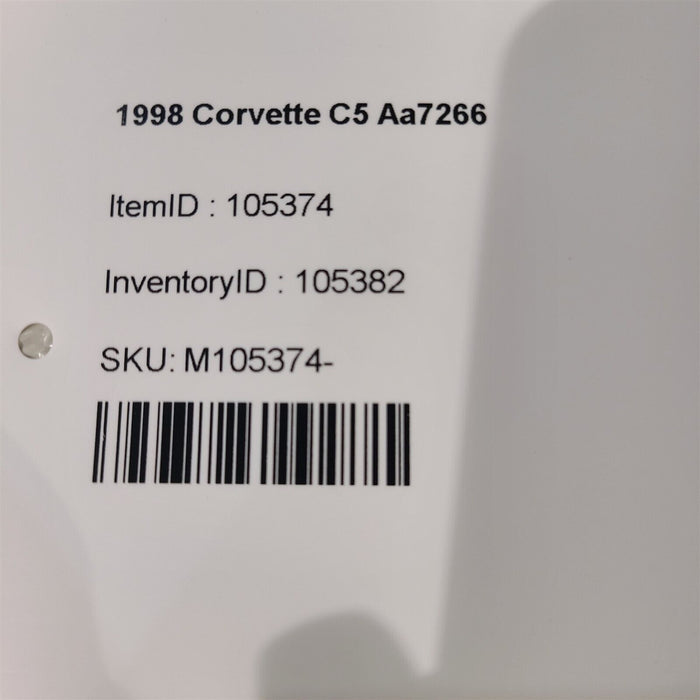 1998 Corvette C5 Aa7266
ItemID : 105374
InventoryID : 105382
SKU: M105374-